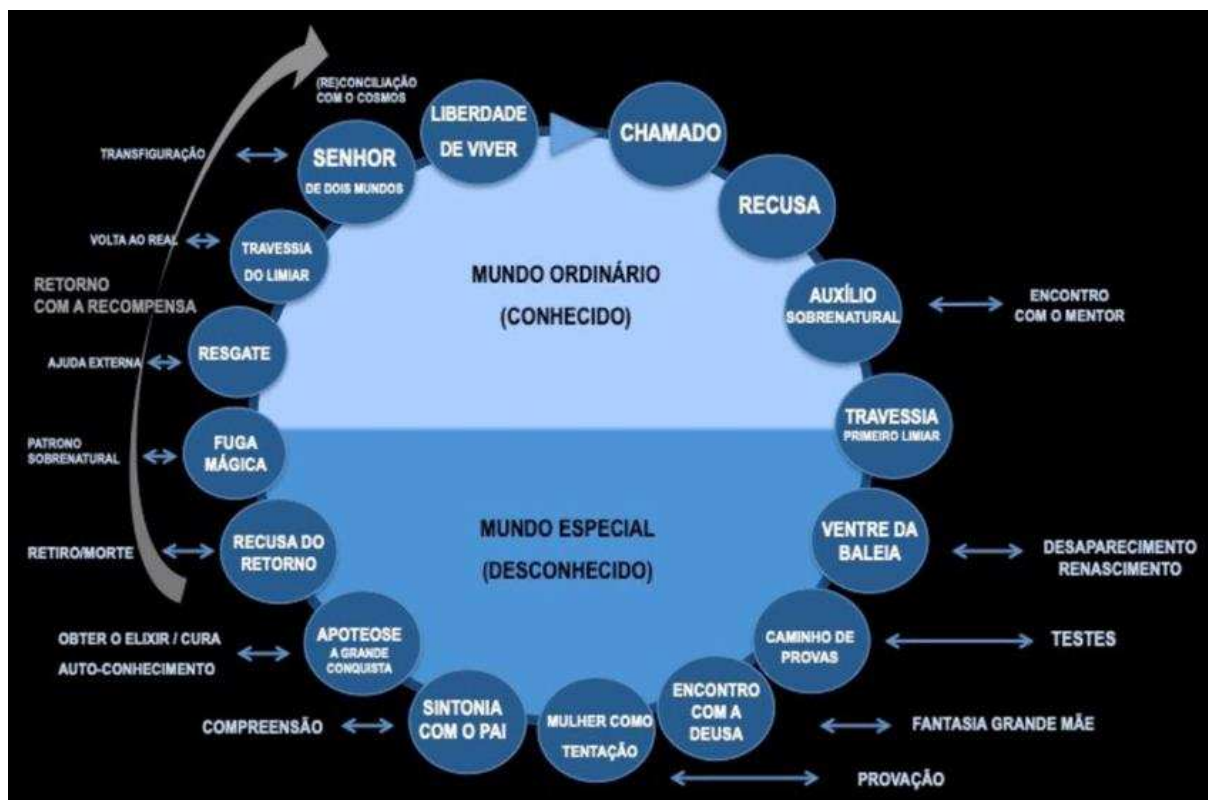 (RE)CONCILIAÇÃO
COM O COSMOS
LIBERDADE
DE VIVER
CHAMADO
TRANSFIGURAÇÃO
SENHOR
DE DOIS MUNDOS
RECUSA
VOLTA AO REAL
TRAVESSIA
DO LIMIAR
MUNDO ORDINÁRIO
(CONHECIDO)
AUXÍLIO
SOBRENATURAL
ENCONTRO
COM O MENTOR
RETORNO
COM A RECOMPENSA
AJUDA EXTERNA
RESGATE
TRAVESSIA
PRIMEIRO LIMIAR
PATRONO
SOBRENATURAL
FUGA
MÁGICA
MUNDO ESPECIAL
(DESCONHECIDO)
VENTRE DA
BALEIA
DESAPARECIMENTO
RENASCIMENTO
RETIRO/MORTE
RECUSA DO
RETORNO
CAMINHO DE
PROVAS
TESTES
OBTER O ELIXIR / CURA
AUTO-CONHECIMENTO
APOTEOSE
A GRANDE
CONQUISTA
ENCONTRO
COM A
DEUSA
FANTASIA GRANDE MÃE
COMPREENSÃO
SINTONIA
COM O PAI
MULHER COMO
TENTAÇÃO
PROVAÇÃO